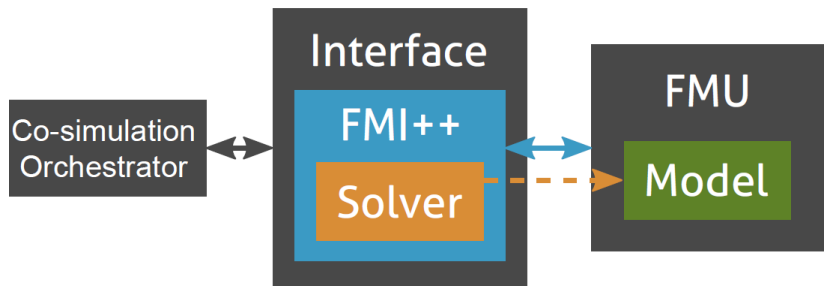 Co-simulation
Orchestrator
Interface
FMI++
Solver
FMU
Model